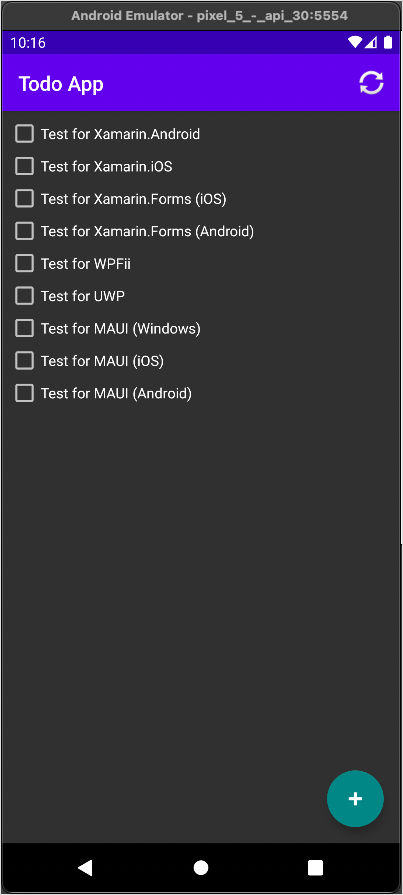 Android Emulator - pixel_5_-_api_30:5554
10:16
Todo App
Test for Xamarin.Android
Test for Xamarin.iOS
Test for Xamarin.Forms (iOS)
Test for Xamarin.Forms (Android)
Test for WPFii
Test for UWP
Test for MAUI (Windows)
Test for MAUI (iOS)
Test for MAUI (Android)
+